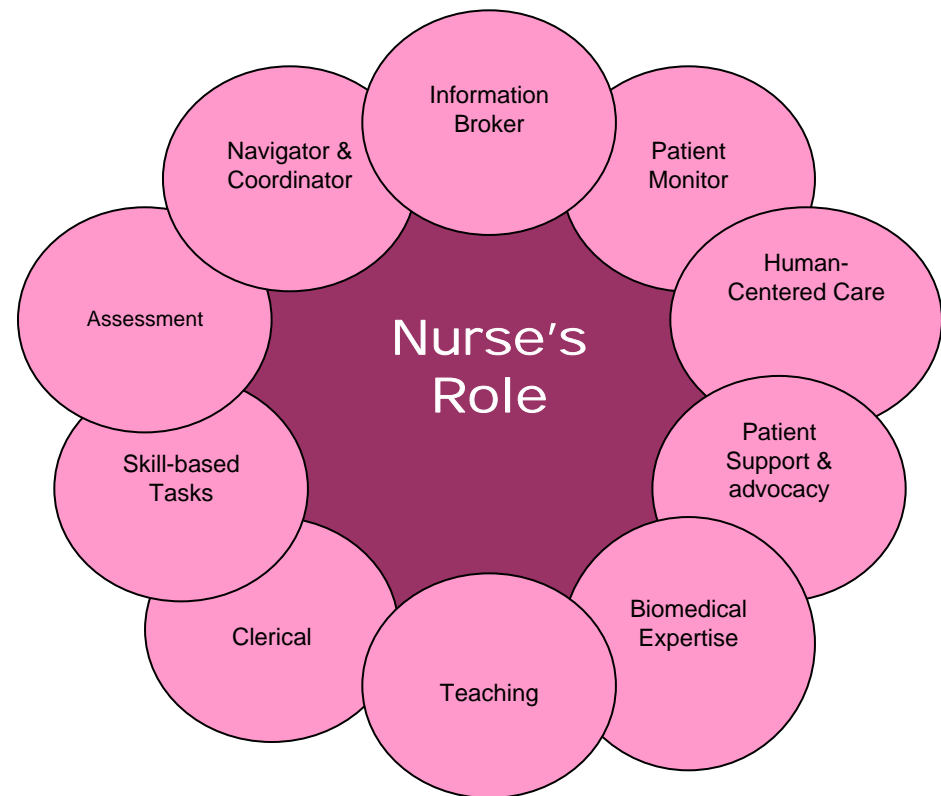 Information
Broker
Patient
Monitor
Human-
Centered Care
Patient
Support &
advocacy
Biomedical
Expertise
Teaching
Clerical
Skill-based
Tasks
Assessment
Navigator &
Coordinator
Nurse's
Role